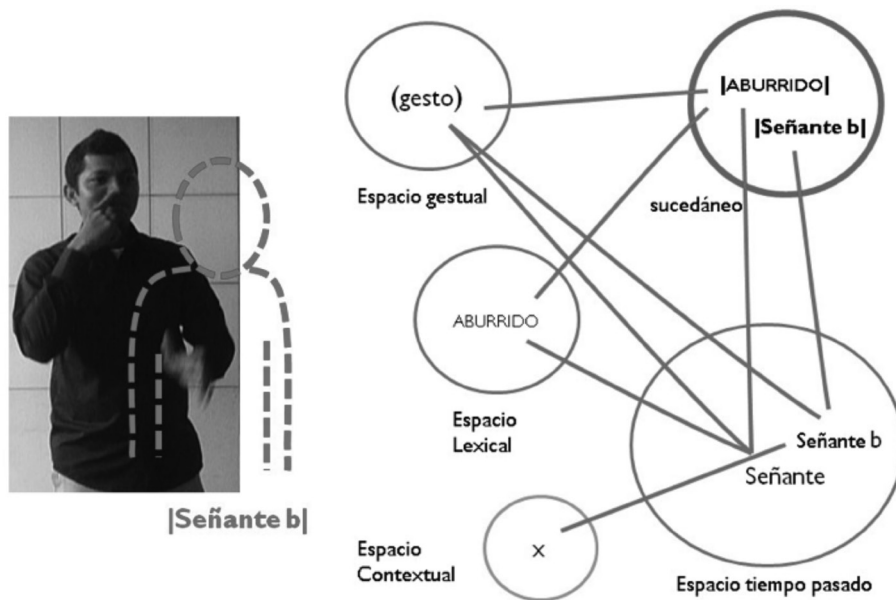 (gesto)
Espacio gestual
|ABURRIDO|
|Señante b|
sucedáneo
ABURRIDO
Espacio
Lexical
Señante b
Señante
x
Espacio
Contextual
Espacio tiempo pasado
|Señante b|